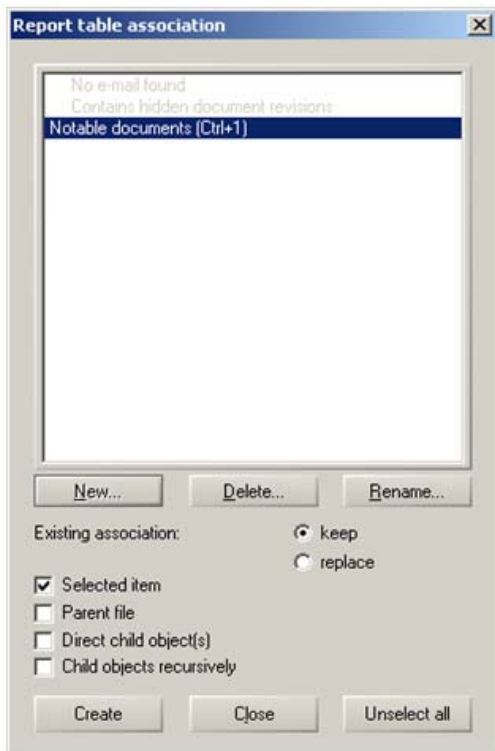 Report table association
No e-mail found
Contains hidden document revisions
Notable documents (Ctrl+1)
New... Delete... Rename...
Existing association: keep
replace
Selected item
Parent file
Direct child object(s)
Child objects recursively
Create Close Unselect all